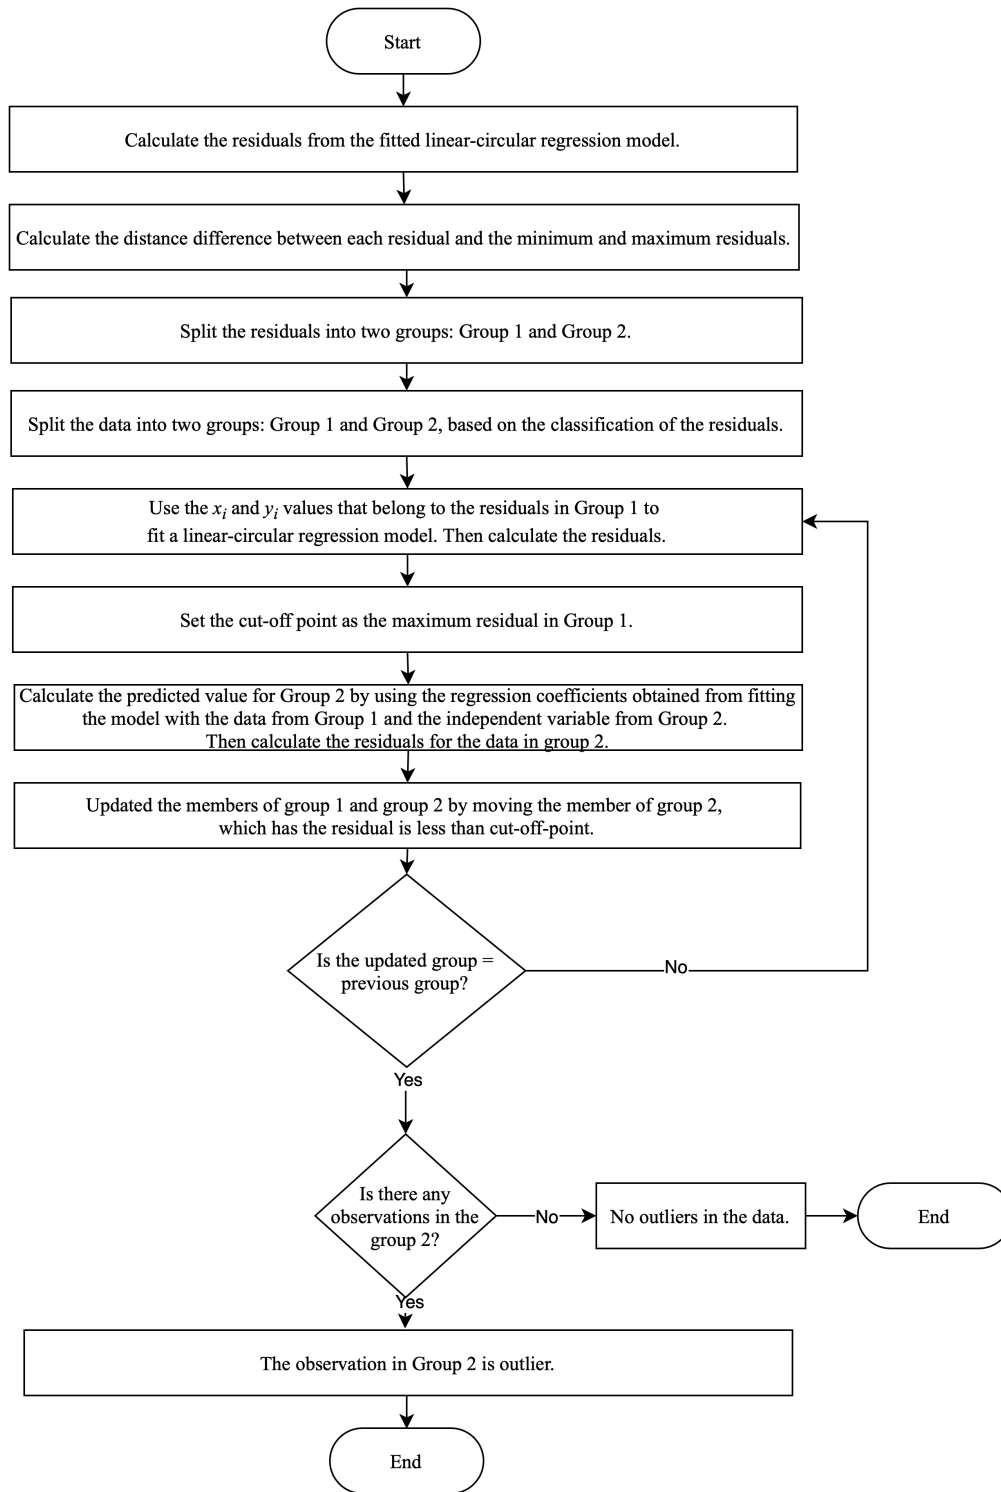 Start
Calculate the residuals from the fitted linear-circular regression model.
Calculate the distance difference between each residual and the minimum and maximum residuals.
Split the residuals into two groups: Group 1 and Group 2.
Split the data into two groups: Group 1 and Group 2, based on the classification of the residuals.
Use the xᵢ and yᵢ values that belong to the residuals in Group 1 to
fit a linear-circular regression model. Then calculate the residuals.
Set the cut-off point as the maximum residual in Group 1.
Calculate the predicted value for Group 2 by using the regression coefficients obtained from fitting
the model with the data from Group 1 and the independent variable from Group 2.
Then calculate the residuals for the data in group 2.
Updated the members of group 1 and group 2 by moving the member of group 2,
which has the residual is less than cut-off-point.
Is the updated group =
previous group?
No
Yes
Is there any
observations in the
group 2?
No
No outliers in the data.
End
Yes
The observation in Group 2 is outlier.
End